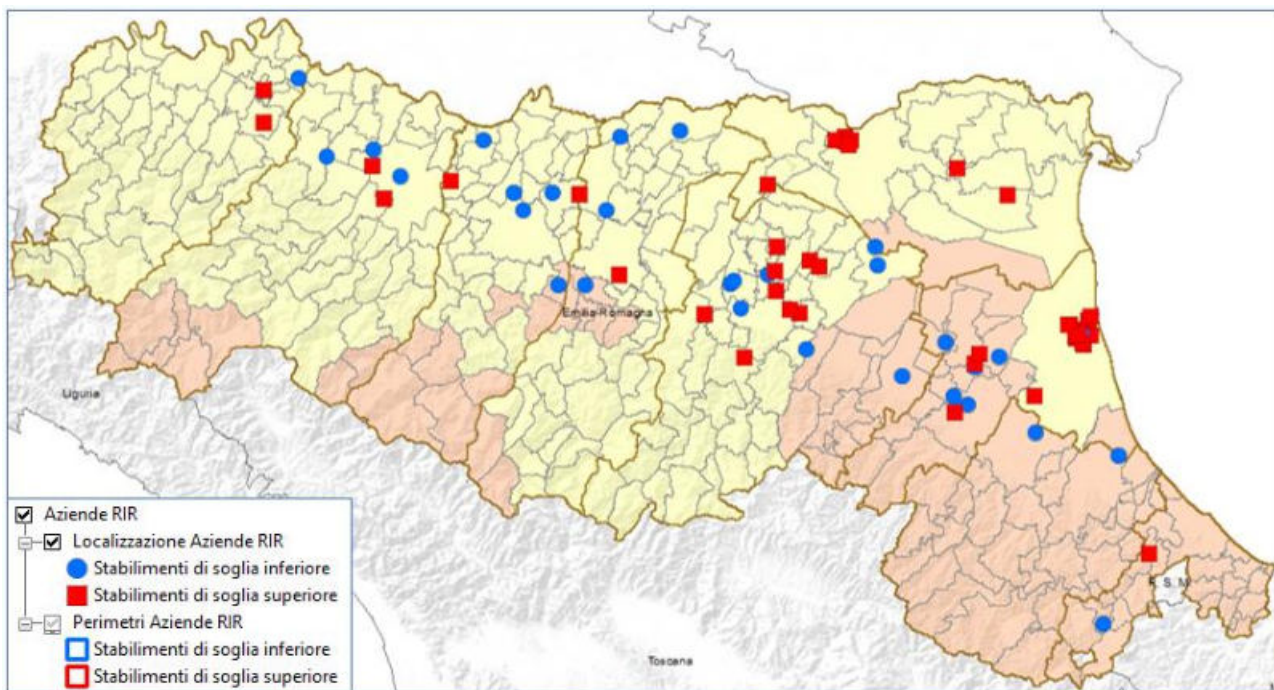 Emilia-Romagna
Liguria
R. S. M.
Toscana
Aziende RIR
Localizzazione Aziende RIR
Stabilimenti di soglia inferiore
Stabilimenti di soglia superiore
Perimetri Aziende RIR
Stabilimenti di soglia inferiore
Stabilimenti di soglia superiore